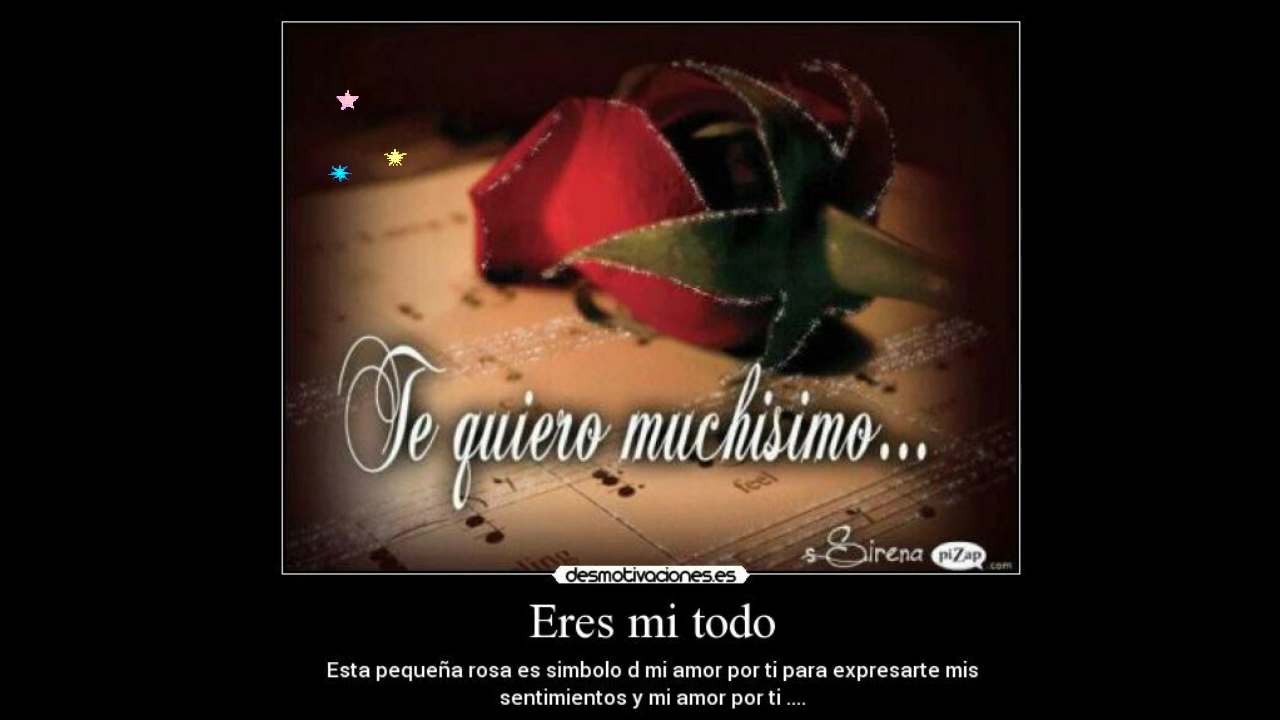 Te quiero muchisimo...
feel
ling
s Sirena piZap.com
desmotivaciones.es
Eres mi todo
Esta pequeña rosa es simbolo d mi amor por ti para expresarte mis
sentimientos y mi amor por ti ....